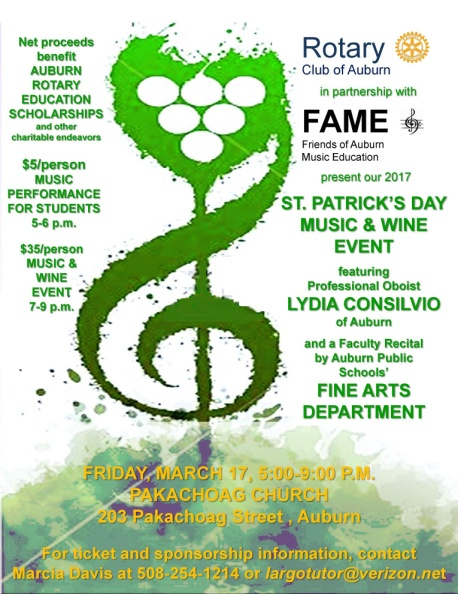 Net proceeds
benefit
AUBURN
ROTARY
EDUCATION
SCHOLARSHIPS
and other
charitable endeavors
$5/person
MUSIC
PERFORMANCE
FOR STUDENTS
5-6 p.m.
$35/person
MUSIC &
WINE
EVENT
7-9 p.m.
Rotary
Club of Auburn
in partnership with
FAME
Friends of Auburn
Music Education
present our 2017
ST. PATRICK'S DAY
MUSIC & WINE
EVENT
featuring
Professional Oboist
LYDIA CONSILVIO
of Auburn
and a Faculty Recital
by Auburn Public
Schools'
FINE ARTS
DEPARTMENT
FRIDAY, MARCH 17, 5:00-9:00 P.M.
PAKACHOAG CHURCH
203 Pakachoag Street , Auburn
For ticket and sponsorship information, contact
Marcia Davis at 508-254-1214 or largotutor@verizon.net